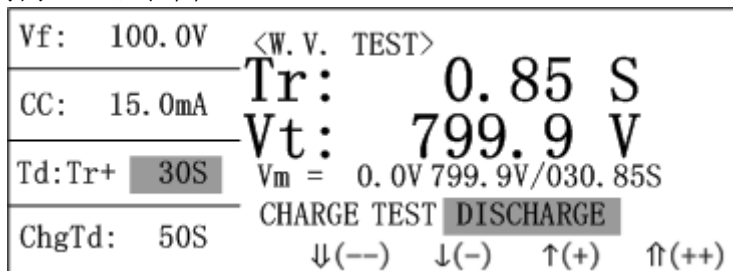 Vf: 100.0V
CC: 15.0mA
Td:Tr+ 30S
ChgTd: 50S
<W.V. TEST>
Tr: 0.85 S
Vt: 799.9 V
Vm = 0.0V 799.9V/030.85S
CHARGE TEST DISCHARGE
⇓(--) ↓(-) ↑(+) ⇑(++)